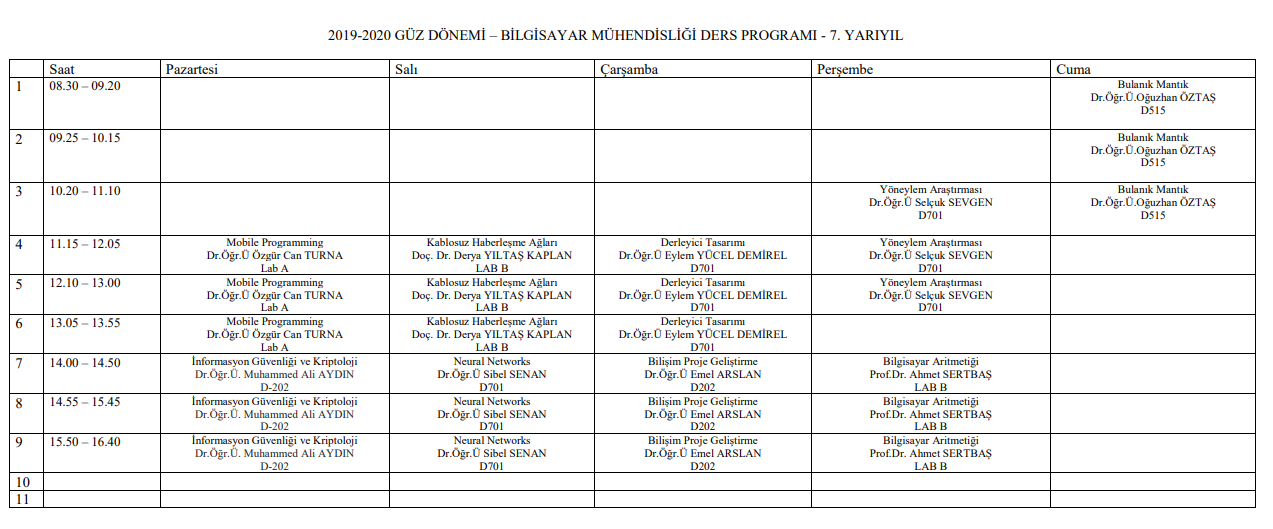 2019-2020 GÜZ DÖNEMİ – BİLGİSAYAR MÜHENDİSLİĞİ DERS PROGRAMI - 7. YARIYIL
Saat Pazartesi Salı Çarşamba Perşembe Cuma
1 08.30 – 09.20 Bulanık Mantık
Dr.Öğr.Ü.Oğuzhan ÖZTAŞ
D515
2 09.25 – 10.15 Bulanık Mantık
Dr.Öğr.Ü.Oğuzhan ÖZTAŞ
D515
3 10.20 – 11.10 Yöneylem Araştırması Bulanık Mantık
Dr.Öğr.Ü Selçuk SEVGEN Dr.Öğr.Ü.Oğuzhan ÖZTAŞ
D701 D515
4 11.15 – 12.05 Mobile Programming Kablosuz Haberleşme Ağları Derleyici Tasarımı Yöneylem Araştırması
Dr.Öğr.Ü Özgür Can TURNA Doç. Dr. Derya YILTAŞ KAPLAN Dr.Öğr.Ü Eylem YÜCEL DEMİREL Dr.Öğr.Ü Selçuk SEVGEN
Lab A LAB B D701 D701
5 12.10 – 13.00 Mobile Programming Kablosuz Haberleşme Ağları Derleyici Tasarımı Yöneylem Araştırması
Dr.Öğr.Ü Özgür Can TURNA Doç. Dr. Derya YILTAŞ KAPLAN Dr.Öğr.Ü Eylem YÜCEL DEMİREL Dr.Öğr.Ü Selçuk SEVGEN
Lab A LAB B D701 D701
6 13.05 – 13.55 Mobile Programming Kablosuz Haberleşme Ağları Derleyici Tasarımı
Dr.Öğr.Ü Özgür Can TURNA Doç. Dr. Derya YILTAŞ KAPLAN Dr.Öğr.Ü Eylem YÜCEL DEMİREL
Lab A LAB B D701
7 14.00 – 14.50 İnformasyon Güvenliği ve Kriptoloji Neural Networks Bilişim Proje Geliştirme Bilgisayar Aritmetiği
Dr.Öğr.Ü. Muhammed Ali AYDIN Dr.Öğr.Ü Sibel SENAN Dr.Öğr.Ü Emel ARSLAN Prof.Dr. Ahmet SERTBAŞ
D-202 D701 D202 LAB B
8 14.55 – 15.45 İnformasyon Güvenliği ve Kriptoloji Neural Networks Bilişim Proje Geliştirme Bilgisayar Aritmetiği
Dr.Öğr.Ü. Muhammed Ali AYDIN Dr.Öğr.Ü Sibel SENAN Dr.Öğr.Ü Emel ARSLAN Prof.Dr. Ahmet SERTBAŞ
D-202 D701 D202 LAB B
9 15.50 – 16.40 İnformasyon Güvenliği ve Kriptoloji Neural Networks Bilişim Proje Geliştirme Bilgisayar Aritmetiği
Dr.Öğr.Ü. Muhammed Ali AYDIN Dr.Öğr.Ü Sibel SENAN Dr.Öğr.Ü Emel ARSLAN Prof.Dr. Ahmet SERTBAŞ
D-202 D701 D202 LAB B
10
11